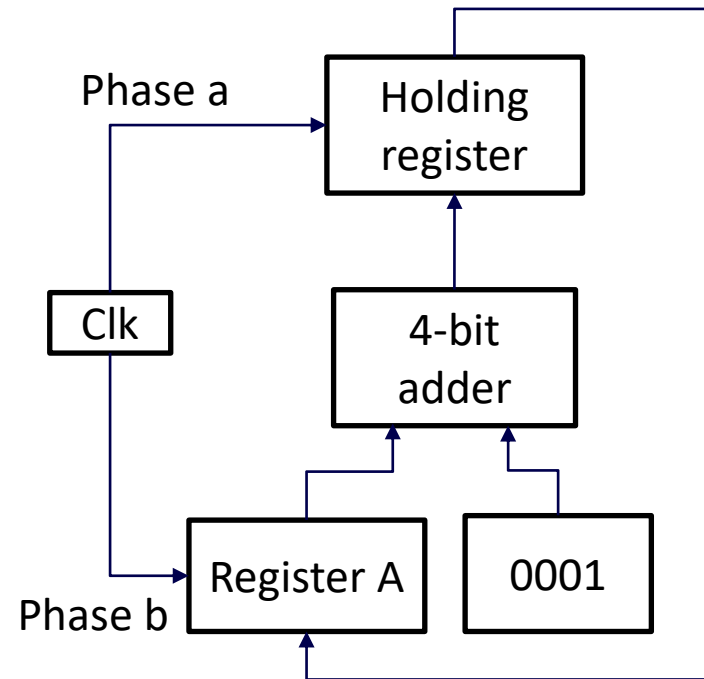 Phase a
Holding
register
Clk
4-bit
adder
Register A
0001
Phase b